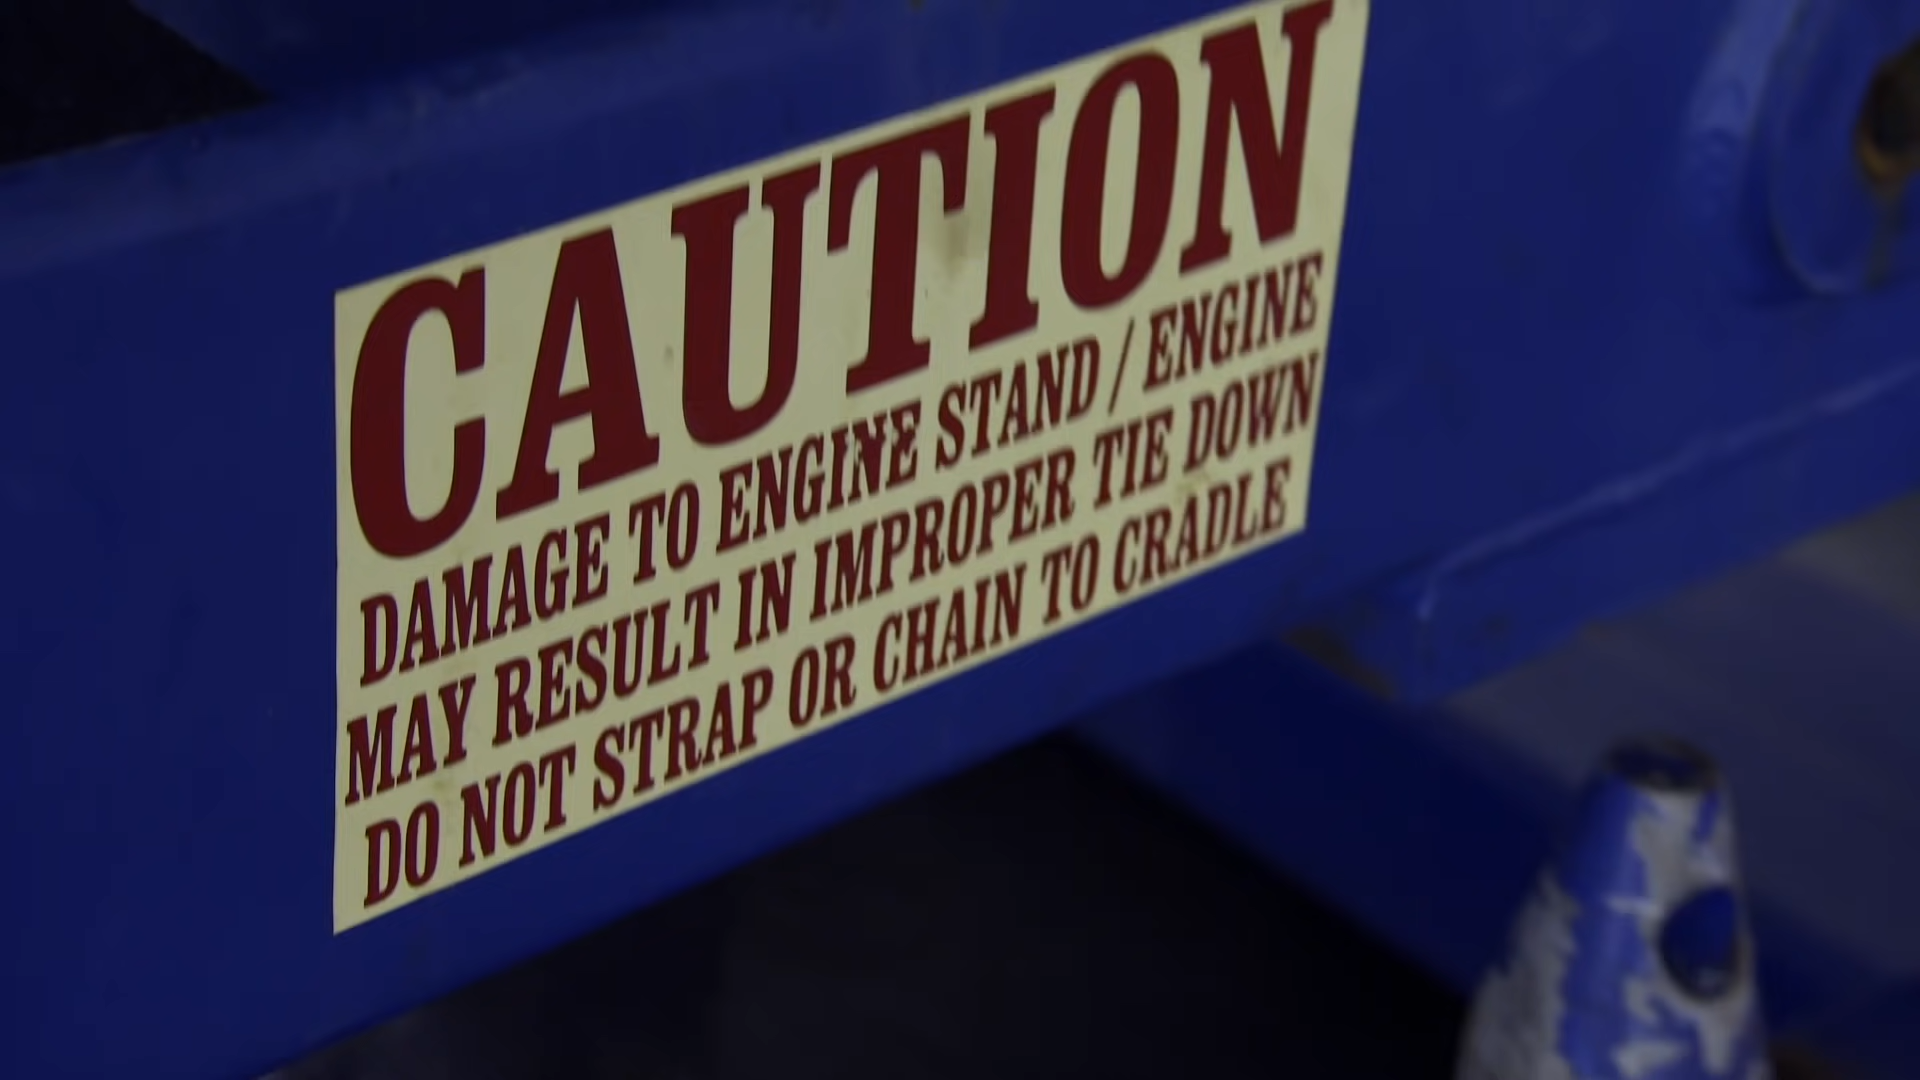 CAUTION
DAMAGE TO ENGINE STAND / ENGINE
MAY RESULT IN IMPROPER TIE DOWN
DO NOT STRAP OR CHAIN TO CRADLE